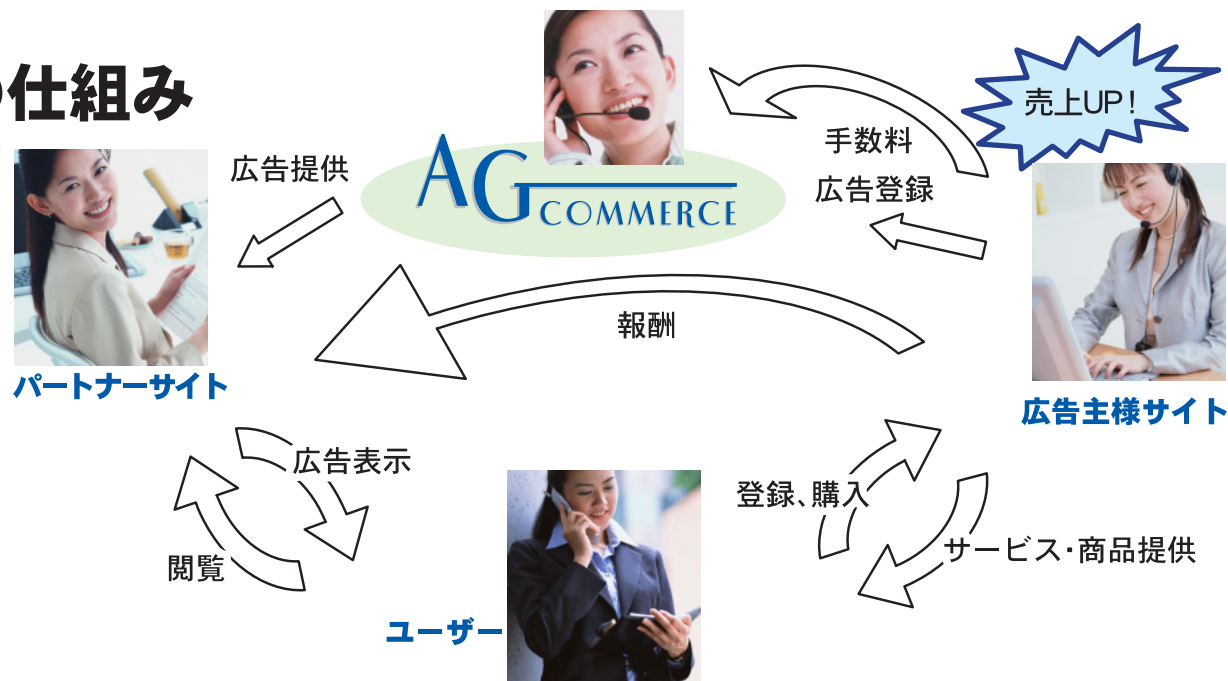 の仕組み
売上UP！
手数料
広告提供
AG COMMERCE
広告登録
報酬
パートナーサイト
広告主様サイト
広告表示
登録、購入
閲覧
サービス・商品提供
ユーザー